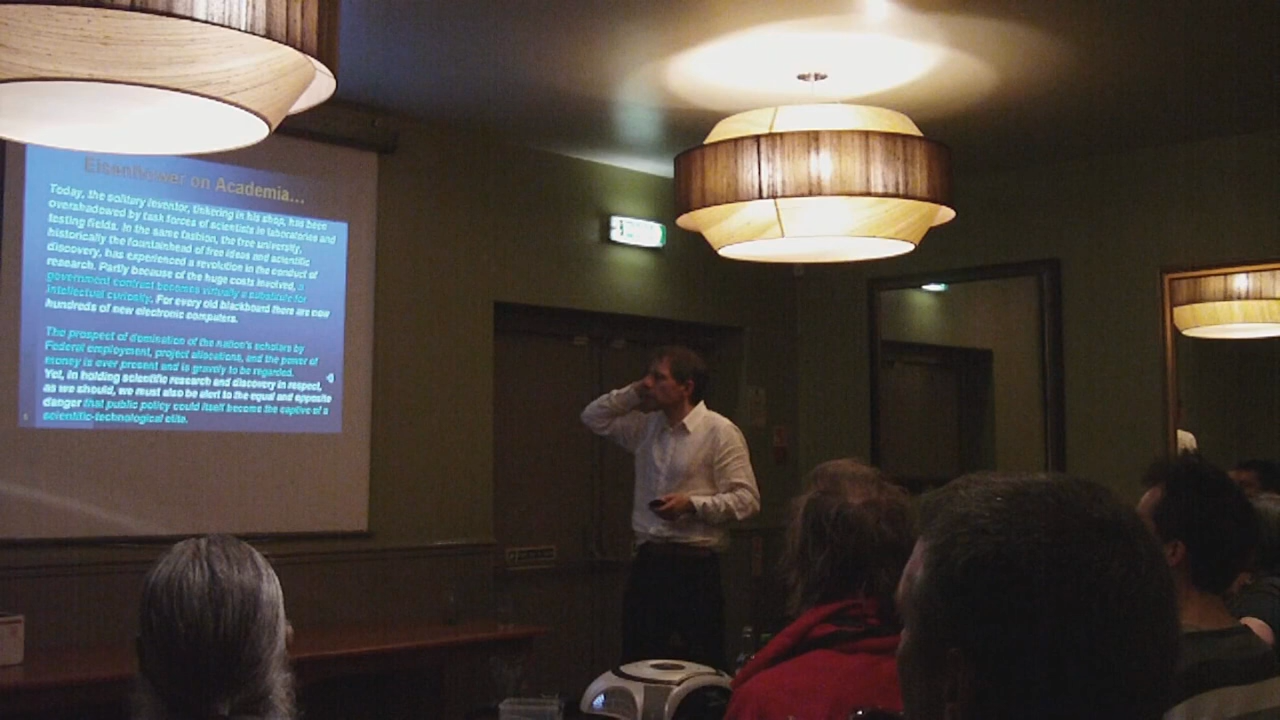 Eisenhower on Academia...
Today, the solitary inventor, tinkering in his shop, has been
overshadowed by task forces of scientists in laboratories and
testing fields. In the same fashion, the free university,
historically the fountainhead of free ideas and scientific
discovery, has experienced a revolution in the conduct of
research. Partly because of the huge costs involved, a
government contract becomes virtually a substitute for
intellectual curiosity. For every old blackboard there are now
hundreds of new electronic computers.
The prospect of domination of the nation's scholars by
Federal employment, project allocations, and the power of
money is ever present and is gravely to be regarded.
Yet, in holding scientific research and discovery in respect,
as we should, we must also be alert to the equal and opposite
danger that public policy could itself become the captive of a
scientific-technological elite.